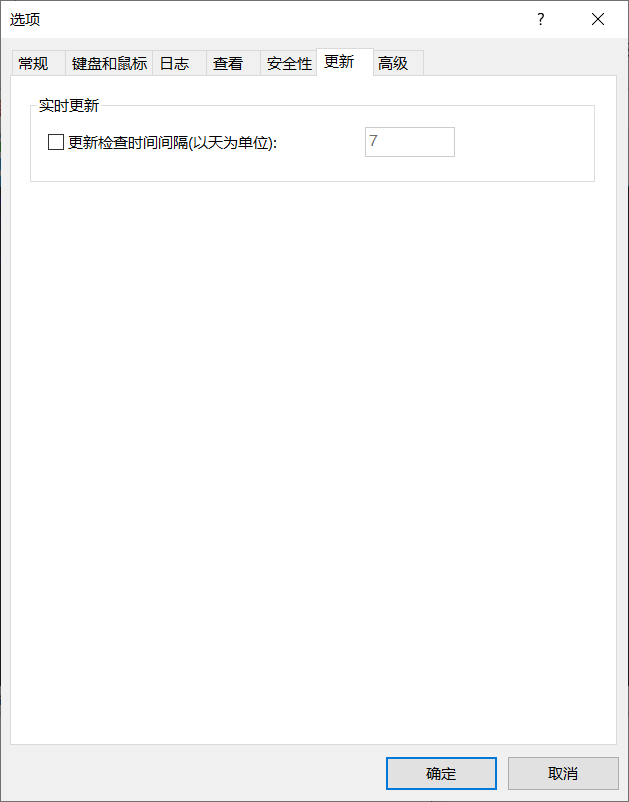 选项
常规 键盘和鼠标 日志 查看 安全性 更新 高级
实时更新
更新检查时间间隔(以天为单位): 7
确定 取消